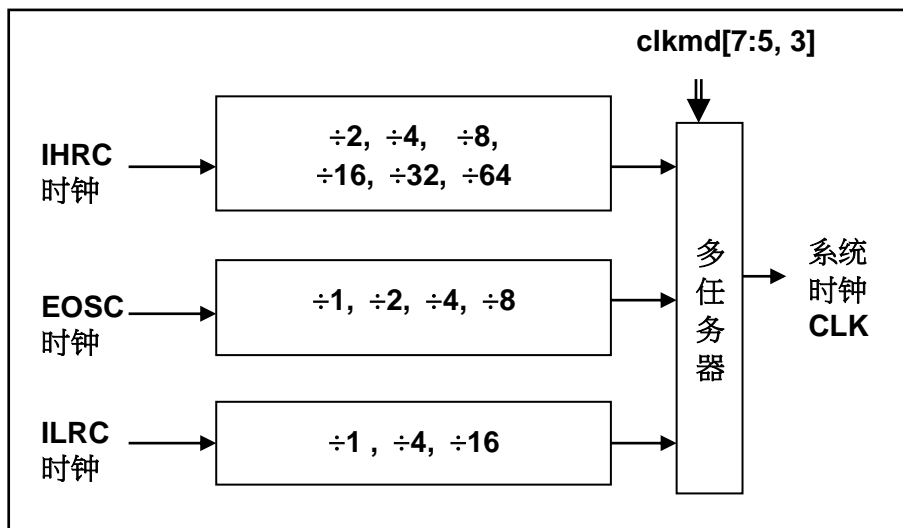 clkmd[7:5, 3]
IHRC
时钟
÷2, ÷4, ÷8,
÷16, ÷32, ÷64
EOSC
时钟
÷1, ÷2, ÷4, ÷8
ILRC
时钟
÷1 , ÷4, ÷16
多
任
务
器
系统
时钟
CLK